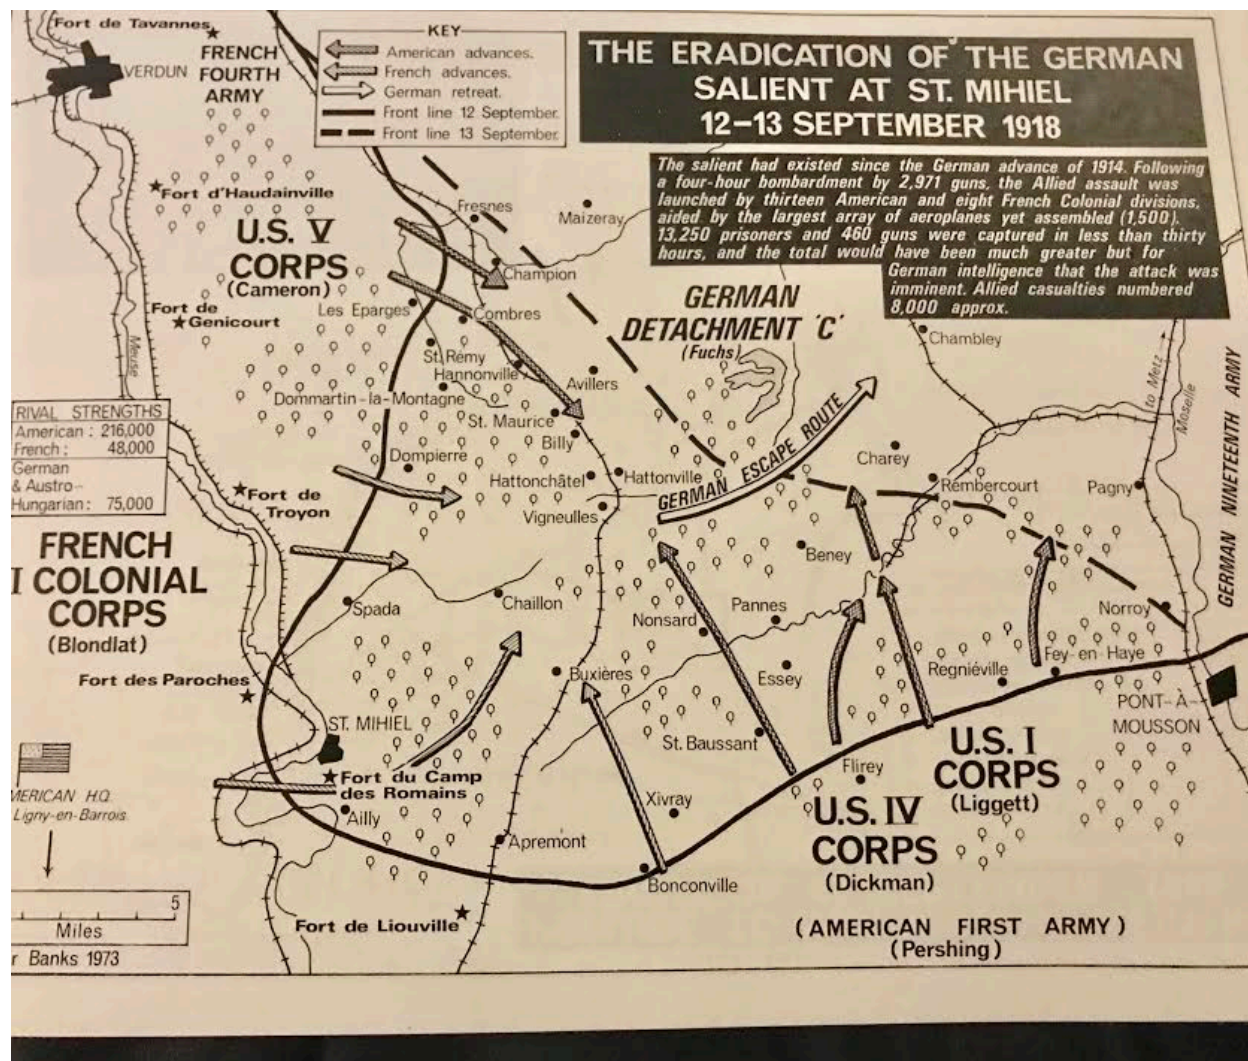 Fort de Tavannes
FRENCH
FOURTH
ARMY
VERDUN
KEY
American advances.
French advances.
German retreat.
Front line 12 September.
Front line 13 September.
THE ERADICATION OF THE GERMAN
SALIENT AT ST. MIHIEL
12–13 SEPTEMBER 1918
The salient had existed since the German advance of 1914. Following
a four-hour bombardment by 2,971 guns, the Allied assault was
launched by thirteen American and eight French Colonial divisions,
aided by the largest array of aeroplanes yet assembled (1,500).
13,250 prisoners and 460 guns were captured in less than thirty
hours, and the total would have been much greater but for
German intelligence that the attack was
imminent. Allied casualties numbered
8,000 approx.
Fort d'Haudainville
Fresnes
Maizeray
U.S. V
CORPS
(Cameron)
Champion
Fort de
Genicourt
Les Eparges
Combres
GERMAN
DETACHMENT 'C'
(Fuchs)
Chambley
Meuse
St. Rémy
Hannonville
Avillers
Dommartin-la-Montagne
St. Maurice
Billy
to Metz
Moselle
GERMAN NINETEENTH ARMY
RIVAL STRENGTHS
American : 216,000
French : 48,000
German
& Austro-
Hungarian : 75,000
Dompierre
Hattonchâtel
Hattonville
GERMAN ESCAPE ROUTE
Charey
Rembercourt
Pagny
Fort de
Troyon
Vigneulles
FRENCH
I COLONIAL
CORPS
(Blondlat)
Beney
Spada
Chaillon
Nonsard
Pannes
Norroy
Fort des Paroches
Buxières
Essey
Regniéville
Fey-en-Haye
PONT-À-
MOUSSON
ST. MIHIEL
St. Baussant
U.S. I
CORPS
(Liggett)
Fort du Camp
des Romains
Flirey
MERICAN H.Q.
Ligny-en-Barrois
Ailly
Xivray
U.S. IV
CORPS
(Dickman)
Apremont
Bonconville
5
Miles
Fort de Liouville
(AMERICAN FIRST ARMY)
(Pershing)
r Banks 1973